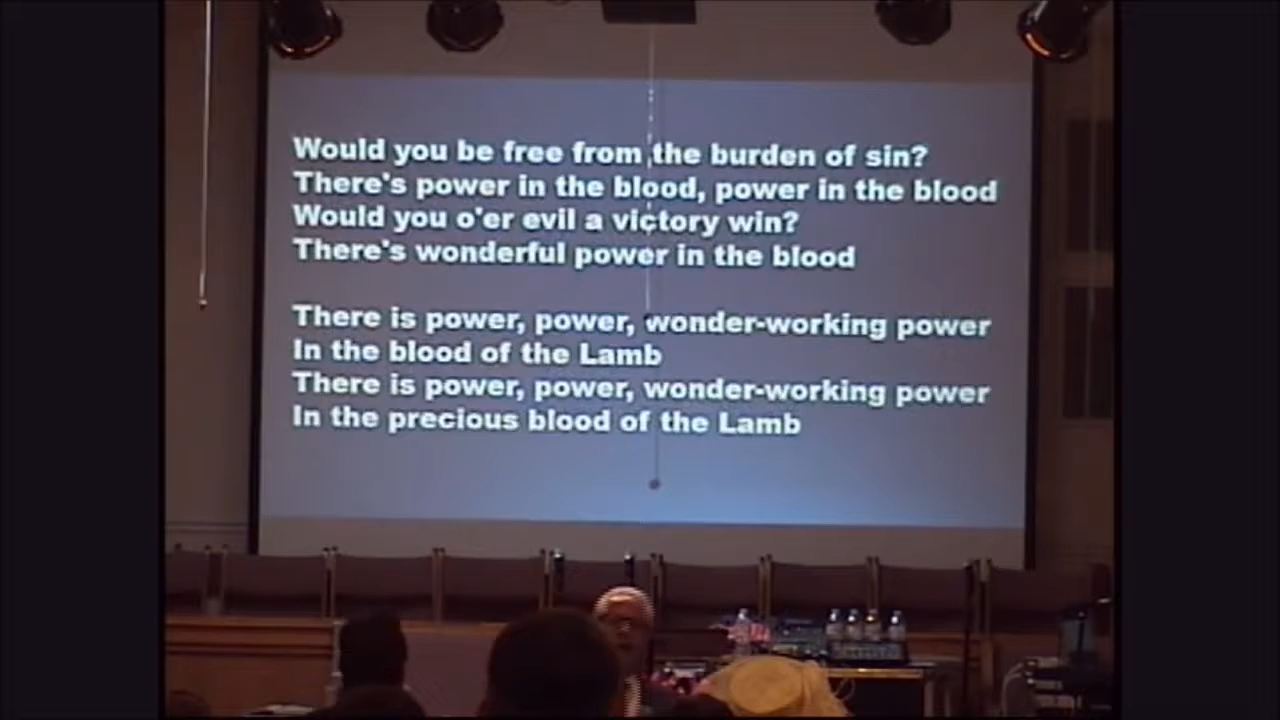 Would you be free from the burden of sin?
There's power in the blood, power in the blood
Would you o'er evil a victory win?
There's wonderful power in the blood
There is power, power, wonder-working power
In the blood of the Lamb
There is power, power, wonder-working power
In the precious blood of the Lamb